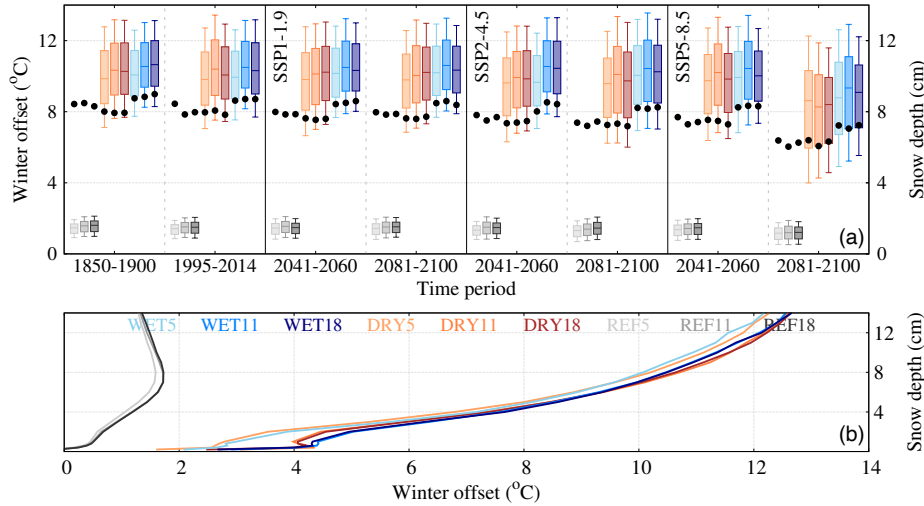 Winter offset (°C)
Snow depth (cm)
12
8
4
0
12
8
4
0
SSP1-1.9
SSP2-4.5
SSP5-8.5
(a)
1850-1900 1995-2014 2041-2060 2081-2100 2041-2060 2081-2100 2041-2060 2081-2100
Time period
WET5 WET11 WET18 DRY5 DRY11 DRY18 REF5 REF11 REF18
12
8
4
Snow depth (cm)
(b)
0 2 4 6 8 10 12 14
Winter offset (°C)